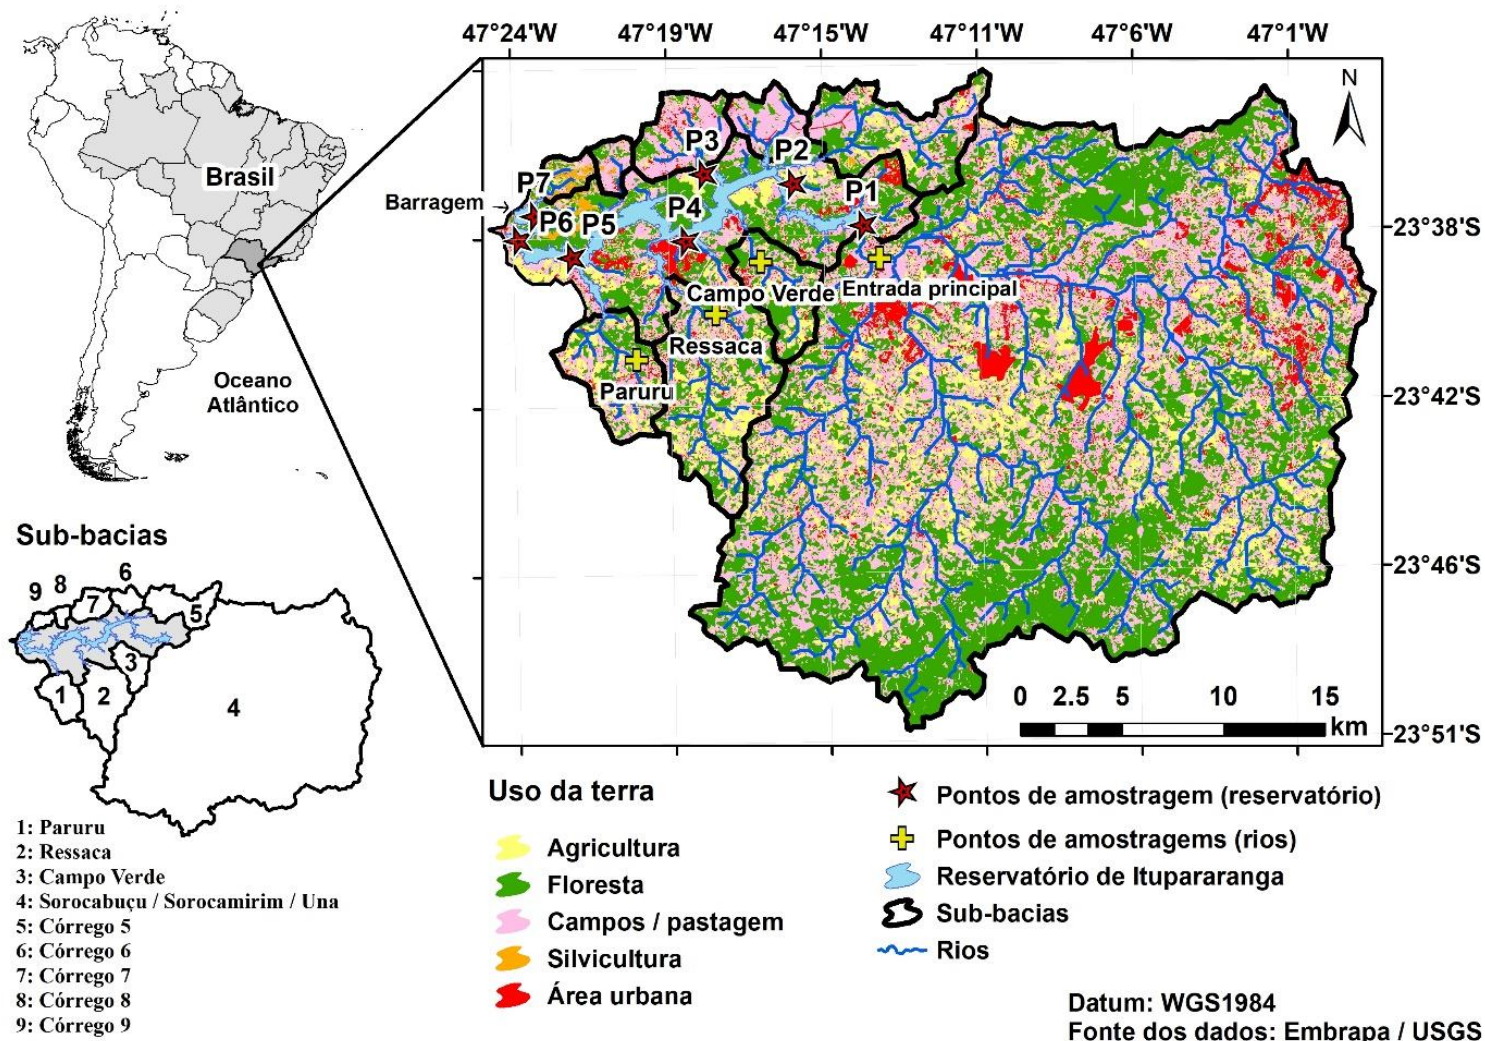 47°24'W 47°19'W 47°15'W 47°11'W 47°6'W 47°1'W
N
Brasil
Oceano
Atlântico
Barragem
P7
P6
P5
P3
P4
P2
P1
Campo Verde
Entrada principal
Ressaca
Paruru
23°38'S
23°42'S
23°46'S
23°51'S
0 2.5 5 10 15
km
Sub-bacias
9
8
7
6
5
3
1
2
4
1: Paruru
2: Ressaca
3: Campo Verde
4: Sorocabuçu / Sorocamirim / Una
5: Córrego 5
6: Córrego 6
7: Córrego 7
8: Córrego 8
9: Córrego 9
Uso da terra
Agricultura
Floresta
Campos / pastagem
Silvicultura
Área urbana
Pontos de amostragem (reservatório)
Pontos de amostragems (rios)
Reservatório de Itupararanga
Sub-bacias
Rios
Datum: WGS1984
Fonte dos dados: Embrapa / USGS